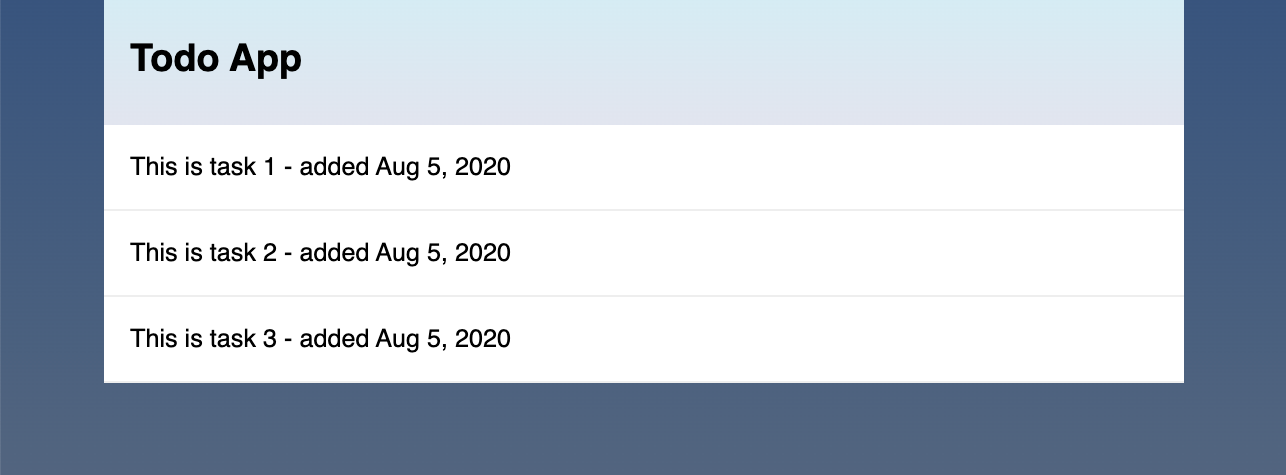 Todo App
This is task 1 - added Aug 5, 2020
This is task 2 - added Aug 5, 2020
This is task 3 - added Aug 5, 2020